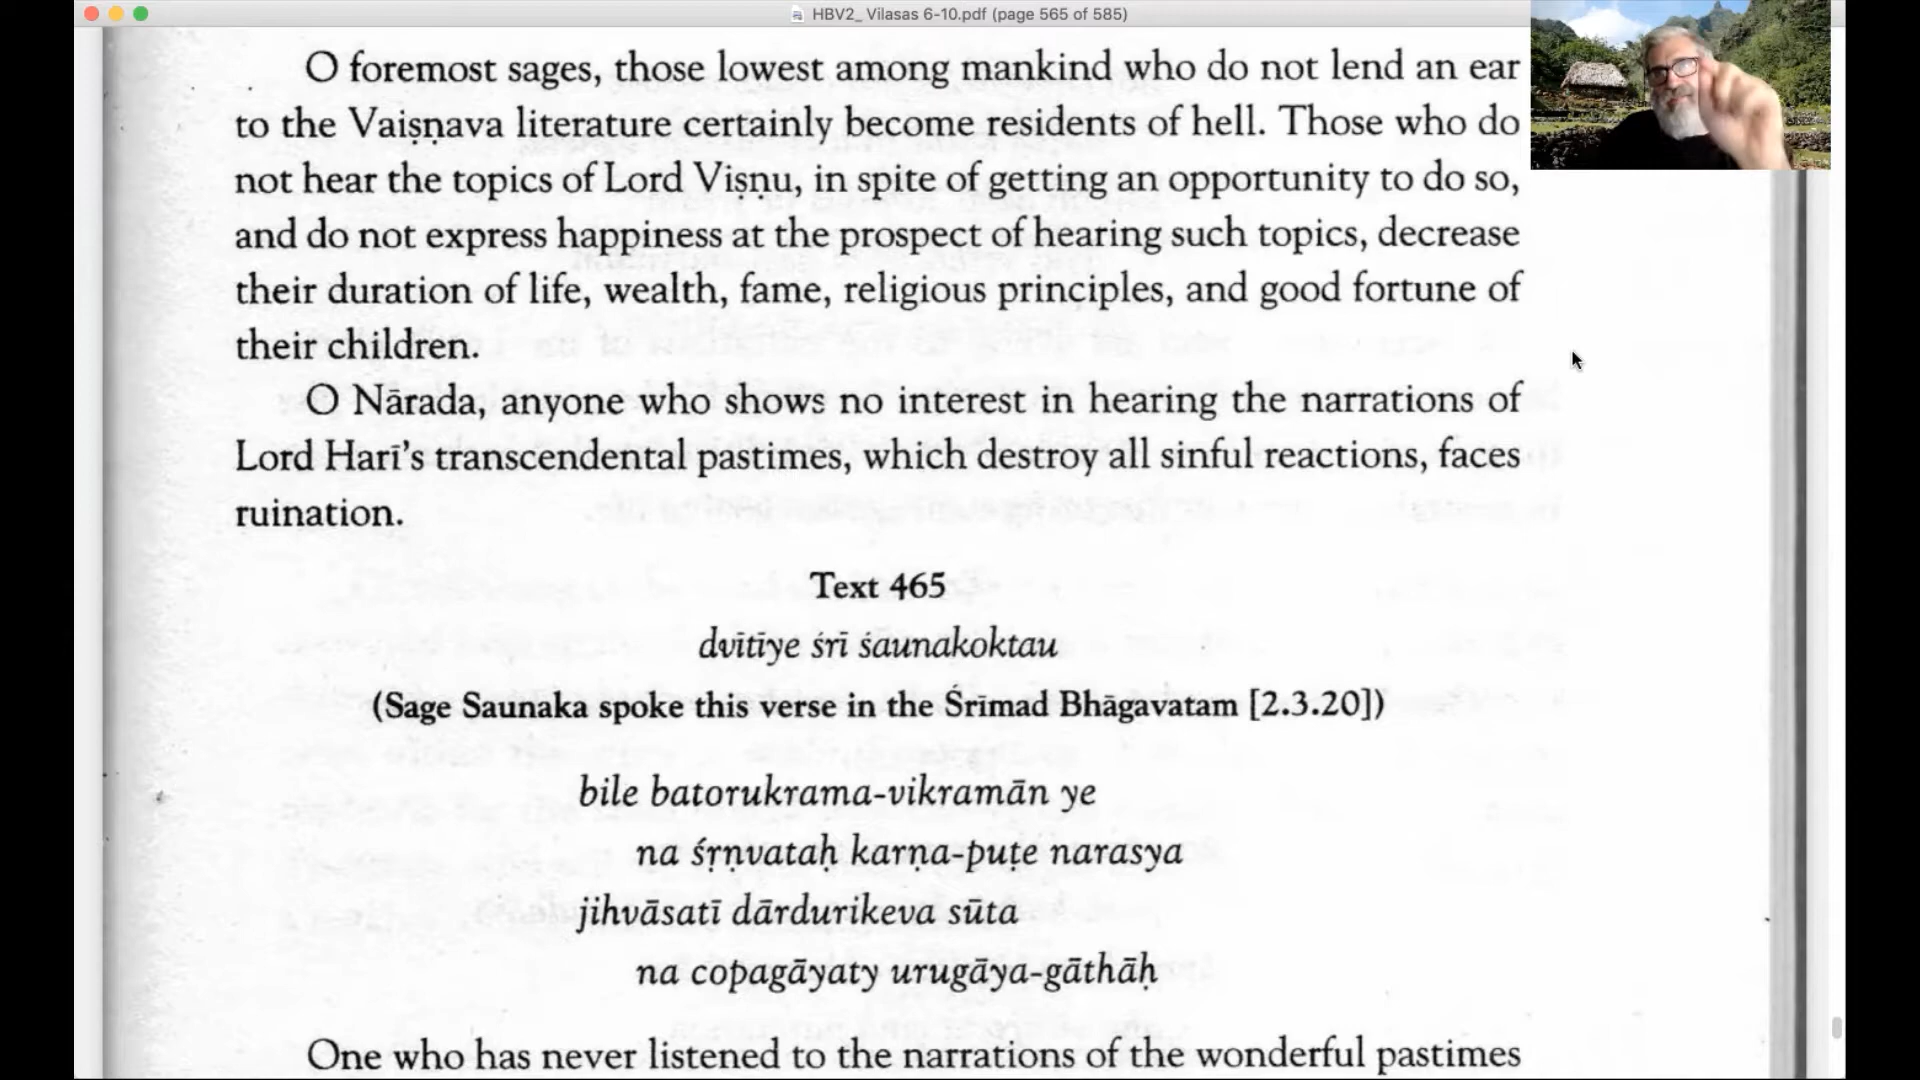 HBV2_ Vilasas 6-10.pdf (page 565 of 585)
O foremost sages, those lowest among mankind who do not lend an ear
to the Vaiṣṇava literature certainly become residents of hell. Those who do
not hear the topics of Lord Viṣṇu, in spite of getting an opportunity to do so,
and do not express happiness at the prospect of hearing such topics, decrease
their duration of life, wealth, fame, religious principles, and good fortune of
their children.
O Nārada, anyone who shows no interest in hearing the narrations of
Lord Hari's transcendental pastimes, which destroy all sinful reactions, faces
ruination.
Text 465
dvitīye śrī śaunakoktau
(Sage Saunaka spoke this verse in the Śrimad Bhāgavatam [2.3.20])
bile batorukrama-vikramān ye
na śṛṇvataḥ karṇa-puṭe narasya
jihvāsatī dārdurikeva sūta
na copagāyaty urugāya-gāthāḥ
One who has never listened to the narrations of the wonderful pastimes